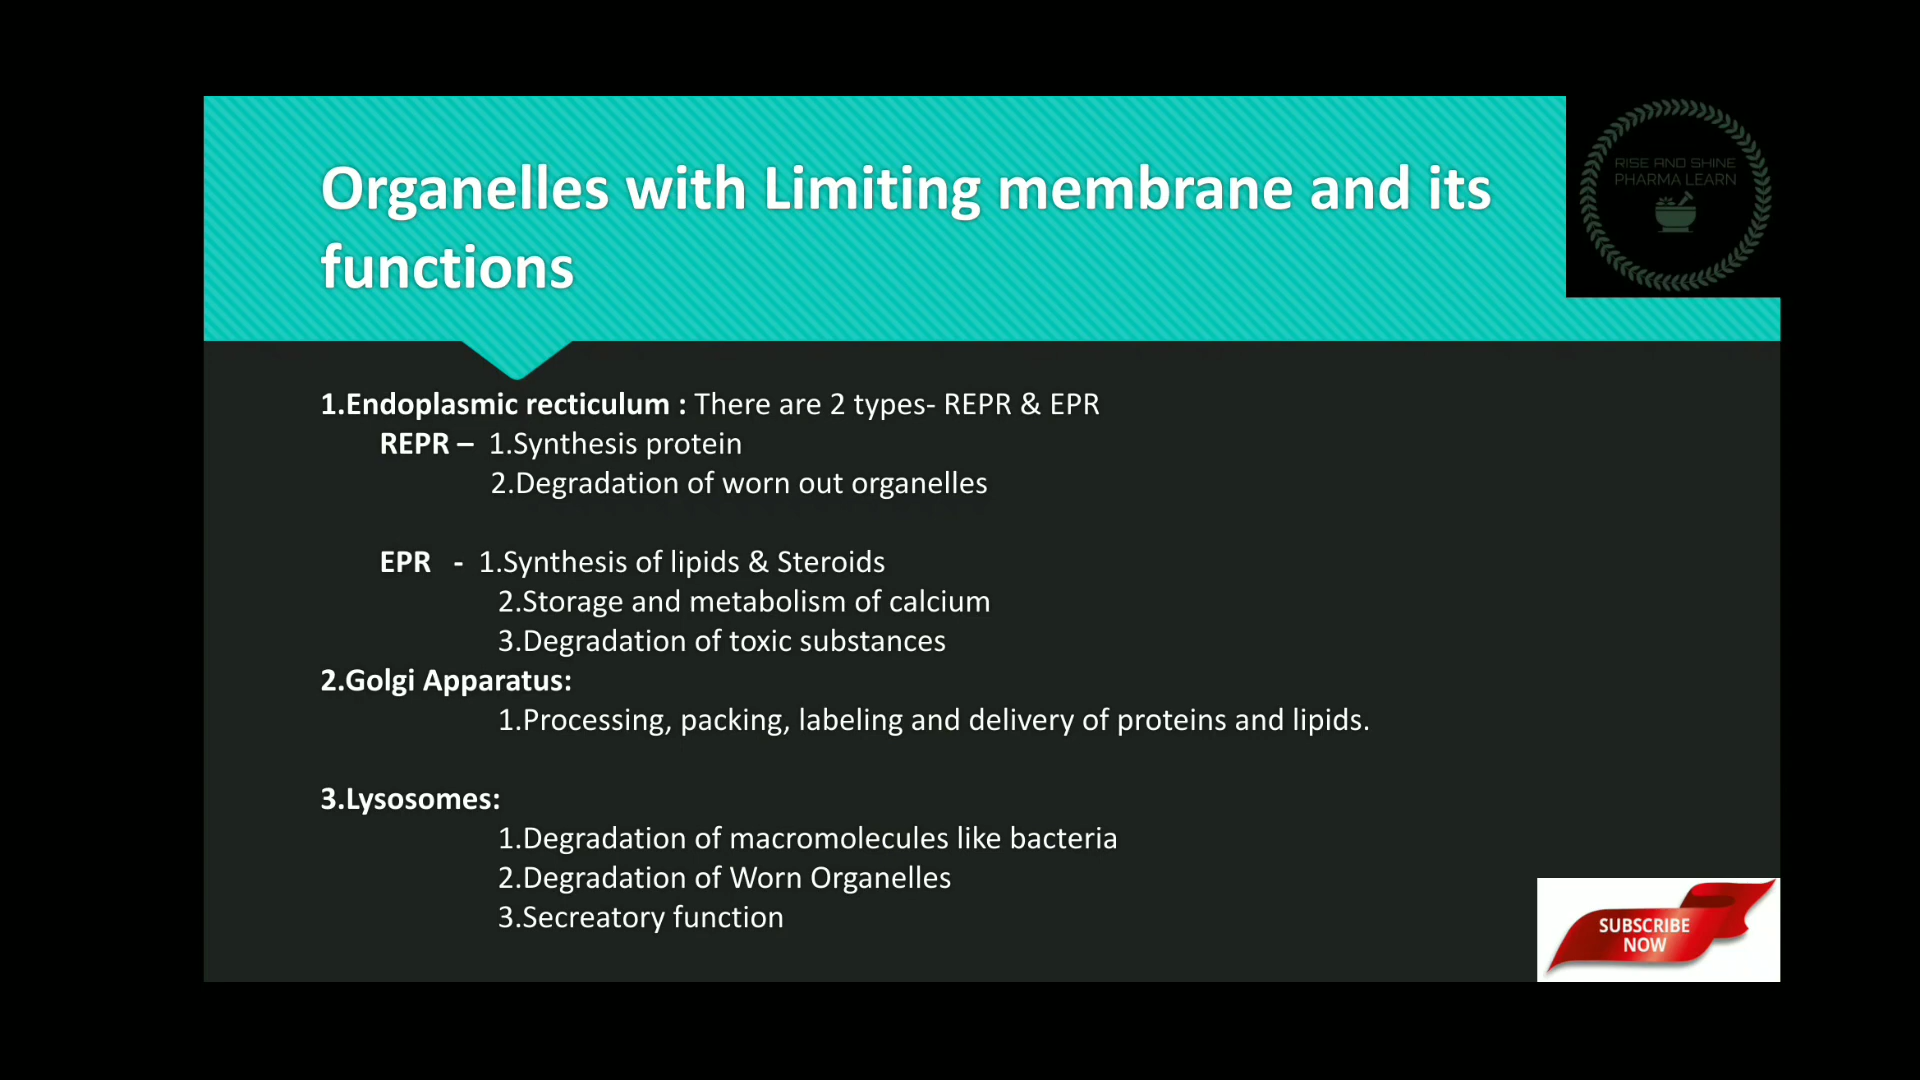 Organelles with Limiting membrane and its
functions
RISE AND SHINE
PHARMA LEARN
1.Endoplasmic recticulum : There are 2 types- REPR & EPR
REPR – 1.Synthesis protein
2.Degradation of worn out organelles
EPR - 1.Synthesis of lipids & Steroids
2.Storage and metabolism of calcium
3.Degradation of toxic substances
2.Golgi Apparatus:
1.Processing, packing, labeling and delivery of proteins and lipids.
3.Lysosomes:
1.Degradation of macromolecules like bacteria
2.Degradation of Worn Organelles
3.Secreatory function
SUBSCRIBE
NOW